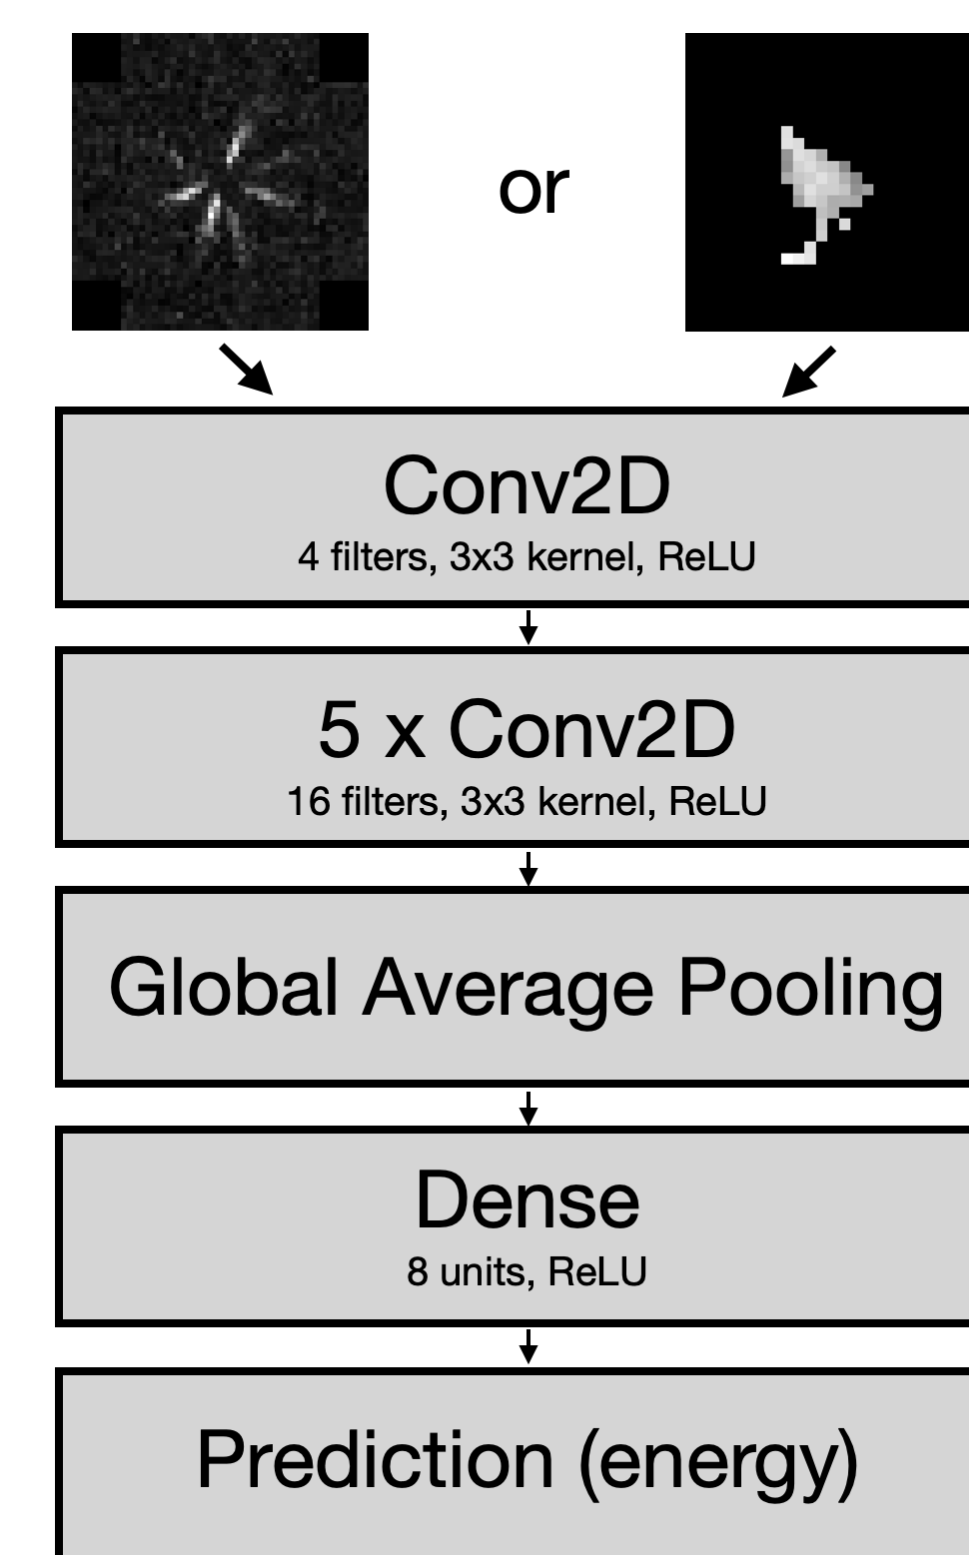 or
Conv2D
4 filters, 3x3 kernel, ReLU
5 x Conv2D
16 filters, 3x3 kernel, ReLU
Global Average Pooling
Dense
8 units, ReLU
Prediction (energy)